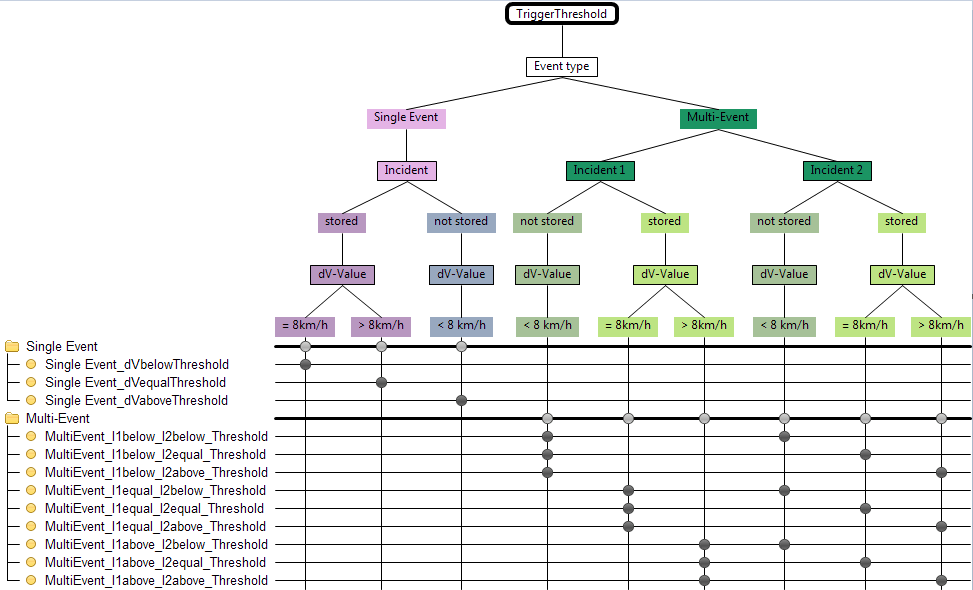 TriggerThreshold
Event type
Single Event Multi-Event
Incident Incident 1 Incident 2
stored not stored not stored stored not stored stored
dV-Value dV-Value dV-Value dV-Value dV-Value dV-Value
= 8km/h > 8km/h < 8 km/h < 8 km/h = 8km/h > 8km/h < 8 km/h = 8km/h > 8km/h
Single Event
Single Event_dVbelowThreshold
Single Event_dVequalThreshold
Single Event_dVaboveThreshold
Multi-Event
MultiEvent_I1below_I2below_Threshold
MultiEvent_I1below_I2equal_Threshold
MultiEvent_I1below_I2above_Threshold
MultiEvent_I1equal_I2below_Threshold
MultiEvent_I1equal_I2equal_Threshold
MultiEvent_I1equal_I2above_Threshold
MultiEvent_I1above_I2below_Threshold
MultiEvent_I1above_I2equal_Threshold
MultiEvent_I1above_I2above_Threshold